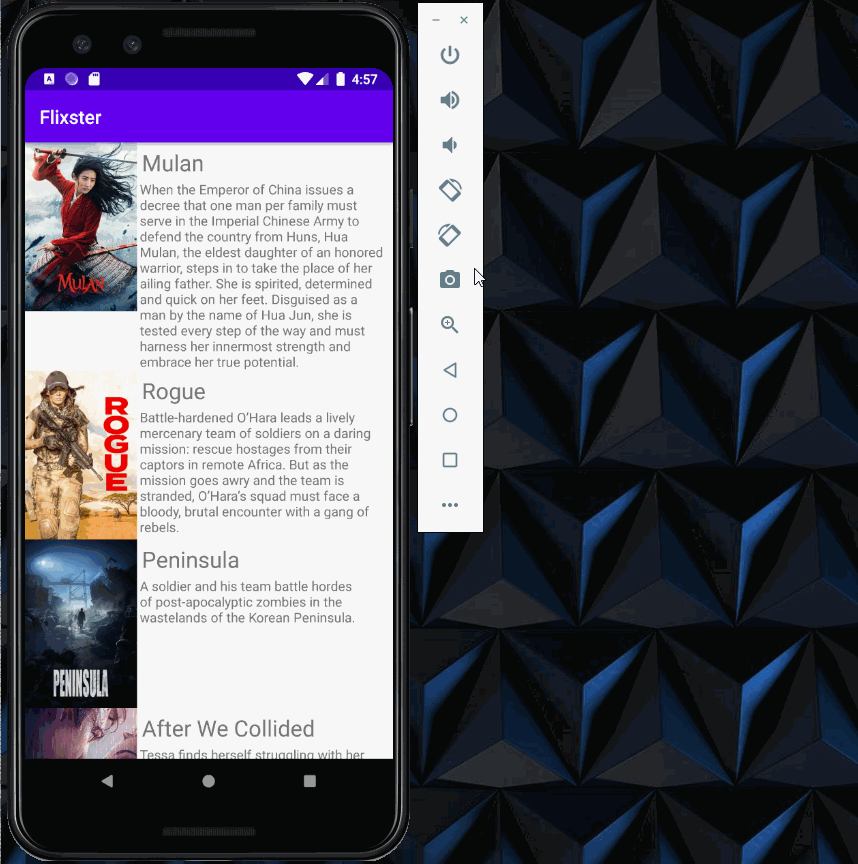 4:57
Flixster
MULAN
Mulan
When the Emperor of China issues a
decree that one man per family must
serve in the Imperial Chinese Army to
defend the country from Huns, Hua
Mulan, the eldest daughter of an honored
warrior, steps in to take the place of her
ailing father. She is spirited, determined
and quick on her feet. Disguised as a
man by the name of Hua Jun, she is
tested every step of the way and must
harness her innermost strength and
embrace her true potential.
ROGUE
Rogue
Battle-hardened O’Hara leads a lively
mercenary team of soldiers on a daring
mission: rescue hostages from their
captors in remote Africa. But as the
mission goes awry and the team is
stranded, O’Hara’s squad must face a
bloody, brutal encounter with a gang of
rebels.
PENINSULA
Peninsula
A soldier and his team battle hordes
of post-apocalyptic zombies in the
wastelands of the Korean Peninsula.
After We Collided
Tessa finds herself struggling with her